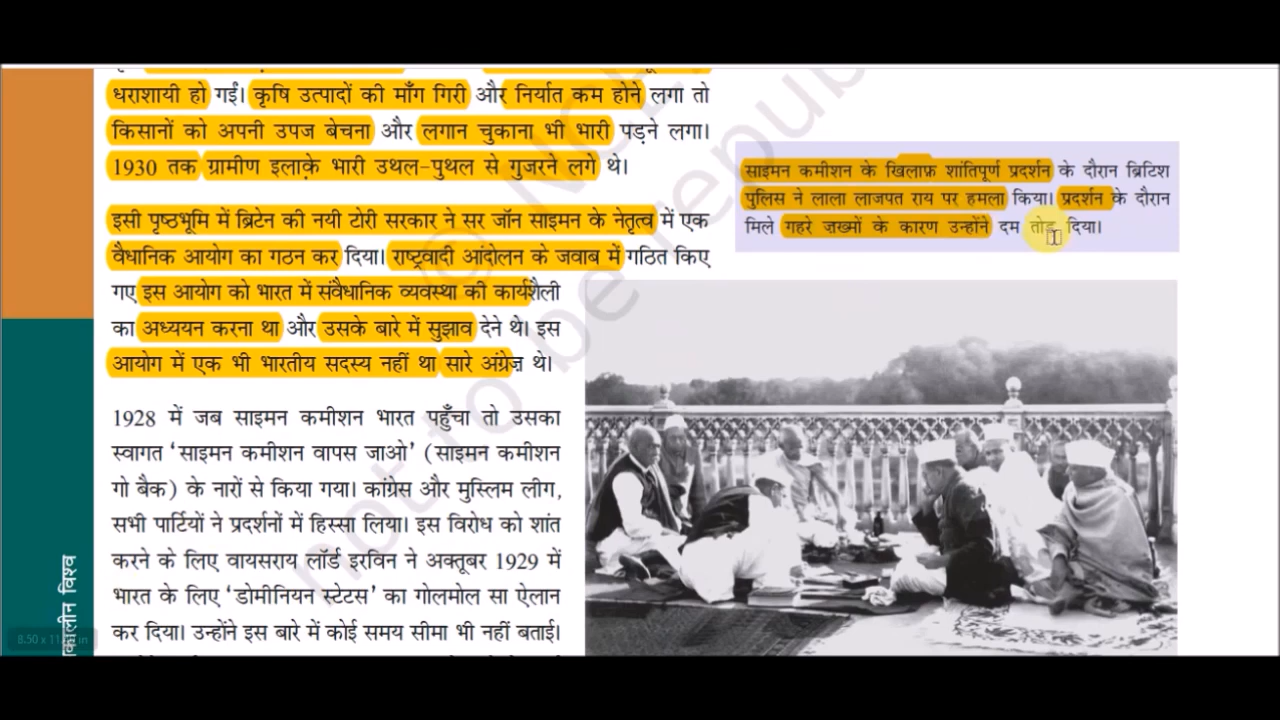 धराशायी हो गईं। कृषि उत्पादों की माँग गिरी और निर्यात कम होने लगा तो
किसानों को अपनी उपज बेचना और लगान चुकाना भी भारी पड़ने लगा।
1930 तक ग्रामीण इलाक़े भारी उथल-पुथल से गुजरने लगे थे।
इसी पृष्ठभूमि में ब्रिटेन की नयी टोरी सरकार ने सर जॉन साइमन के नेतृत्व में एक
वैधानिक आयोग का गठन कर दिया। राष्ट्रवादी आंदोलन के जवाब में गठित किए
गए इस आयोग को भारत में संवैधानिक व्यवस्था की कार्यशैली
का अध्ययन करना था और उसके बारे में सुझाव देने थे। इस
आयोग में एक भी भारतीय सदस्य नहीं था सारे अंग्रेज़ थे।
1928 में जब साइमन कमीशन भारत पहुँचा तो उसका
स्वागत ‘साइमन कमीशन वापस जाओ’ (साइमन कमीशन
गो बैक) के नारों से किया गया। कांग्रेस और मुस्लिम लीग,
सभी पार्टियों ने प्रदर्शनों में हिस्सा लिया। इस विरोध को शांत
करने के लिए वायसराय लॉर्ड इरविन ने अक्तूबर 1929 में
भारत के लिए ‘डोमीनियन स्टेटस’ का गोलमोल सा ऐलान
कर दिया। उन्होंने इस बारे में कोई समय सीमा भी नहीं बताई।
साइमन कमीशन के खिलाफ़ शांतिपूर्ण प्रदर्शन के दौरान ब्रिटिश
पुलिस ने लाला लाजपत राय पर हमला किया। प्रदर्शन के दौरान
मिले गहरे ज़ख्मों के कारण उन्होंने दम तोड़ दिया।
not to be republ
विश्व